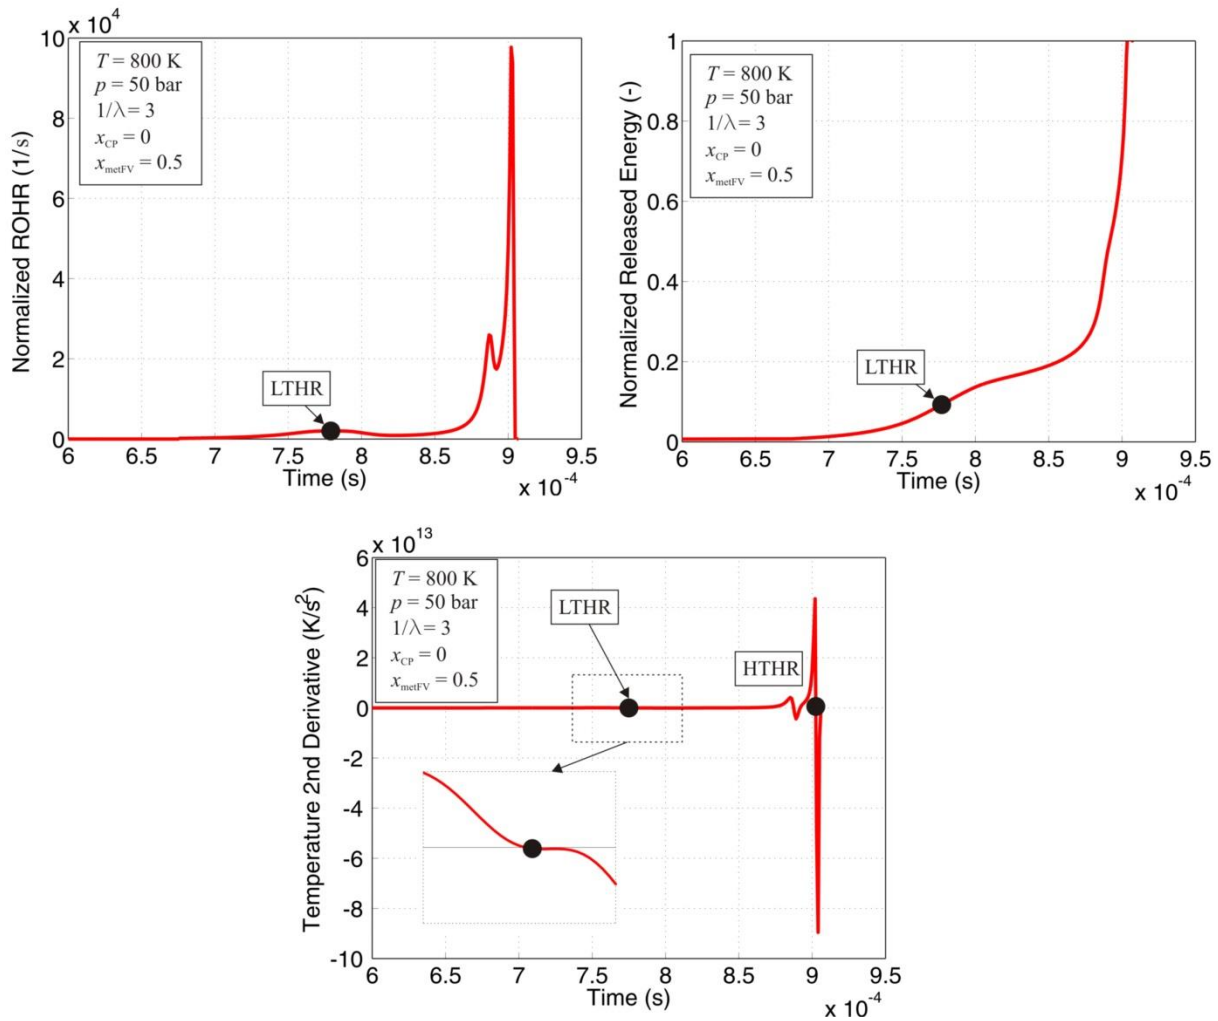 x 10⁴
Normalized ROHR (1/s)
10
8
6
4
2
0
T = 800 K
p = 50 bar
1/λ= 3
x_CP = 0
x_metFV = 0.5
LTHR
6 6.5 7 7.5 8 8.5 9 9.5
Time (s)
x 10⁻⁴
Normalized Released Energy (-)
1
0.8
0.6
0.4
0.2
0
T = 800 K
p = 50 bar
1/λ= 3
x_CP = 0
x_metFV = 0.5
LTHR
6 6.5 7 7.5 8 8.5 9 9.5
Time (s)
x 10⁻⁴
x 10¹³
Temperature 2nd Derivative (K/s²)
6
4
2
0
-2
-4
-6
-8
-10
T = 800 K
p = 50 bar
1/λ= 3
x_CP = 0
x_metFV = 0.5
LTHR
HTHR
6 6.5 7 7.5 8 8.5 9 9.5
Time (s)
x 10⁻⁴